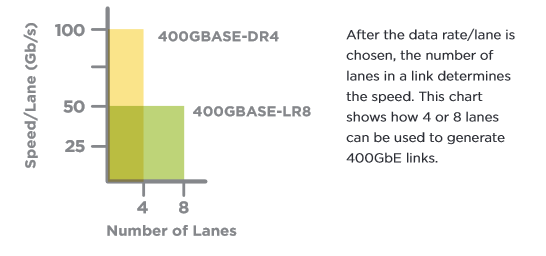 Speed/Lane (Gb/s)
100
50
25
400GBASE-DR4
400GBASE-LR8
4 8
Number of Lanes
After the data rate/lane is
chosen, the number of
lanes in a link determines
the speed. This chart
shows how 4 or 8 lanes
can be used to generate
400GbE links.